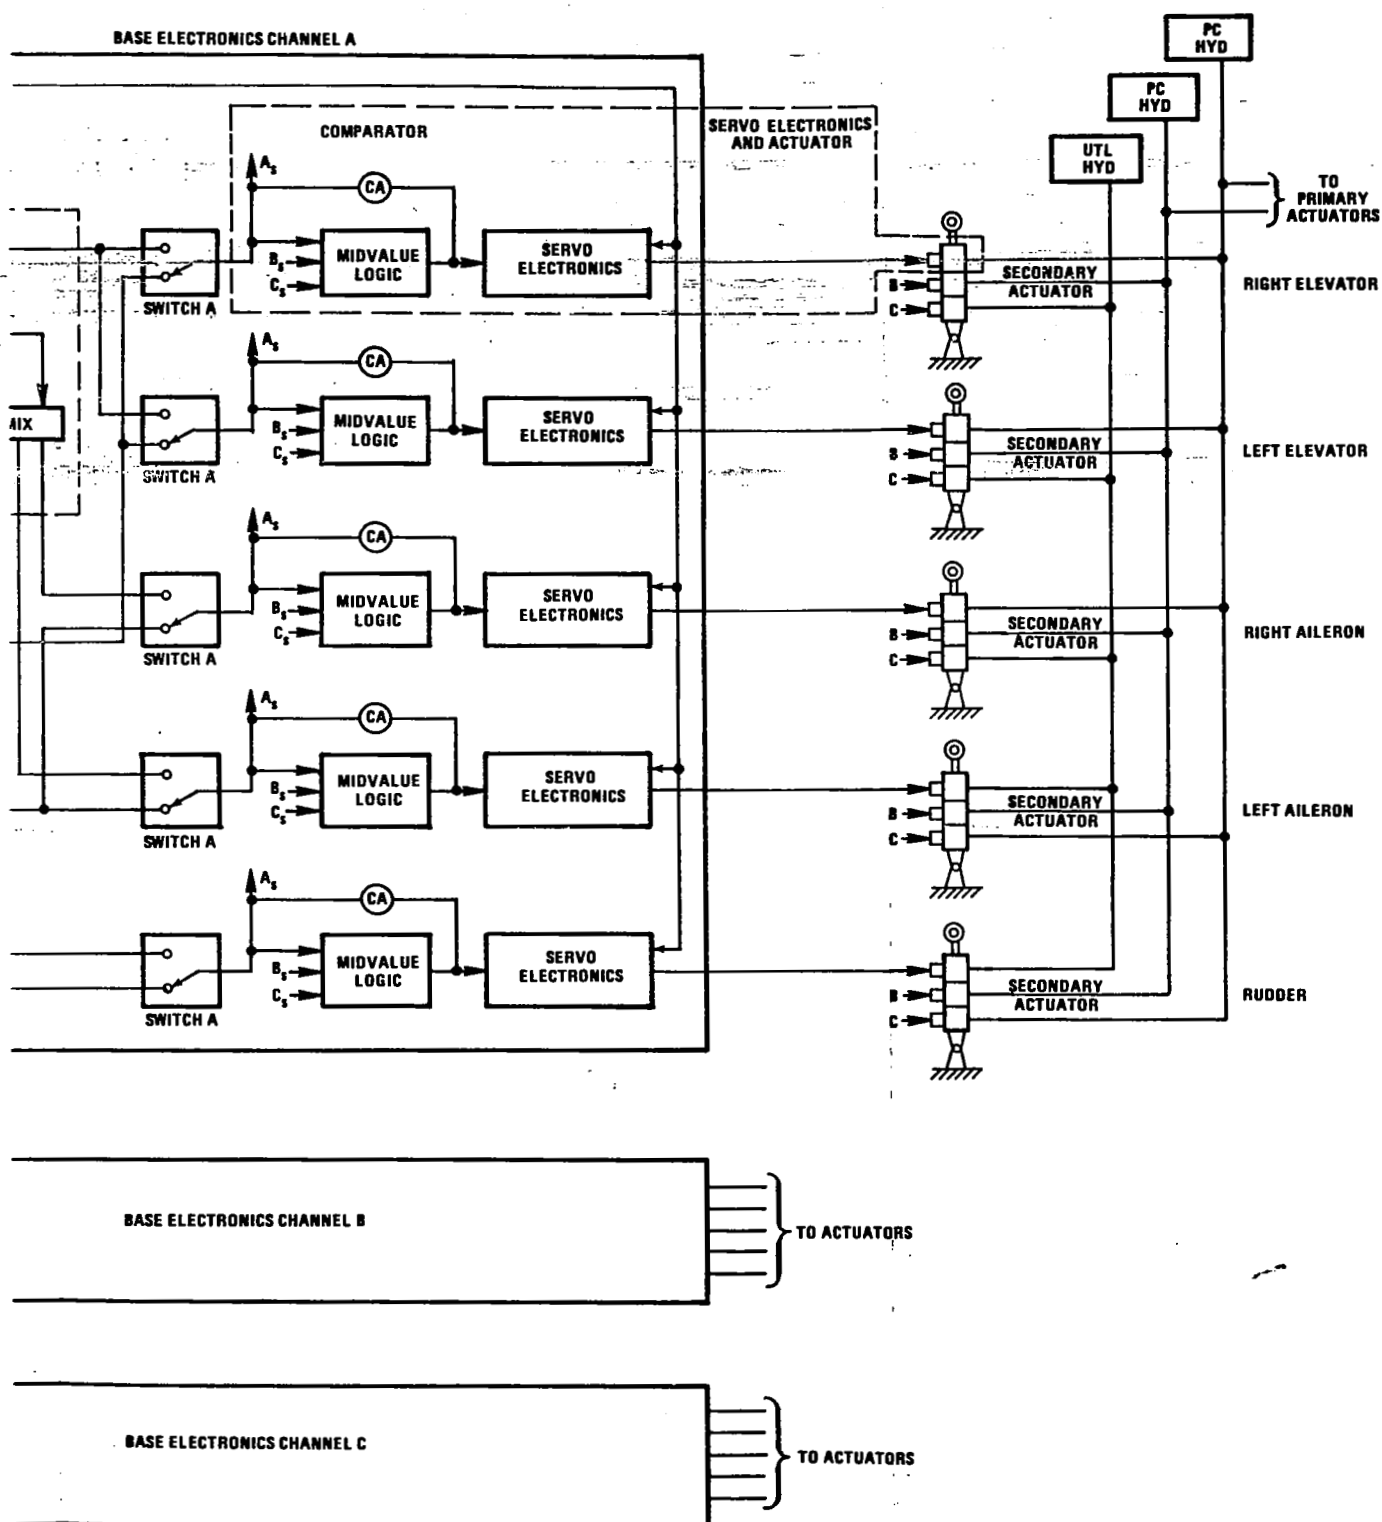 BASE ELECTRONICS CHANNEL A
PC
HYD
PC
HYD
UTL
HYD
COMPARATOR
SERVO ELECTRONICS
AND ACTUATOR
TO
PRIMARY
ACTUATORS
As
CA
MIDVALUE
LOGIC
Bs
Cs
SERVO
ELECTRONICS
SWITCH A
B
C
SECONDARY
ACTUATOR
RIGHT ELEVATOR
As
CA
MIDVALUE
LOGIC
Bs
Cs
SERVO
ELECTRONICS
SWITCH A
B
C
SECONDARY
ACTUATOR
LEFT ELEVATOR
As
CA
MIDVALUE
LOGIC
Bs
Cs
SERVO
ELECTRONICS
SWITCH A
B
C
SECONDARY
ACTUATOR
RIGHT AILERON
As
CA
MIDVALUE
LOGIC
Bs
Cs
SERVO
ELECTRONICS
SWITCH A
B
C
SECONDARY
ACTUATOR
LEFT AILERON
As
CA
MIDVALUE
LOGIC
Bs
Cs
SERVO
ELECTRONICS
SWITCH A
B
C
SECONDARY
ACTUATOR
RUDDER
BASE ELECTRONICS CHANNEL B
TO ACTUATORS
BASE ELECTRONICS CHANNEL C
TO ACTUATORS